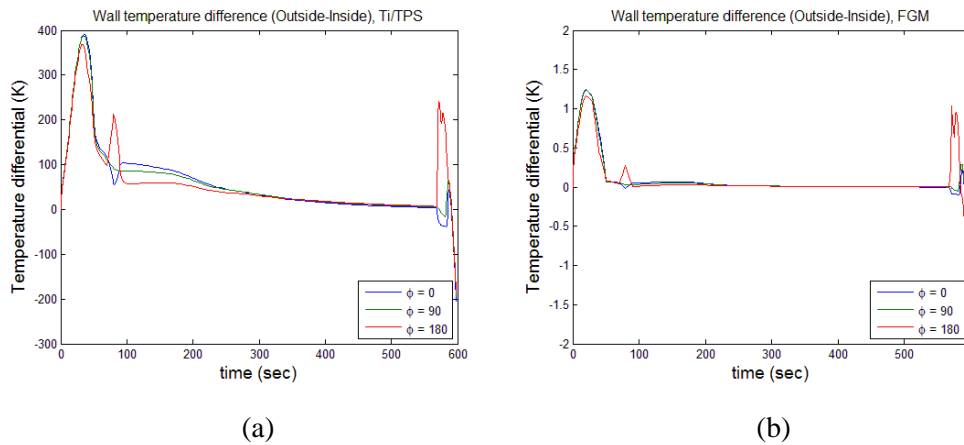 Wall temperature difference (Outside-Inside), Ti/TPS
400
300
200
100
0
-100
-200
-300
Temperature differential (K)
0 100 200 300 400 500 600
time (sec)
ϕ = 0
ϕ = 90
ϕ = 180
(a)
Wall temperature difference (Outside-Inside), FGM
2
1.5
1
0.5
0
-0.5
-1
-1.5
-2
Temperature differential (K)
0 100 200 300 400 500
time (sec)
ϕ = 0
ϕ = 90
ϕ = 180
(b)